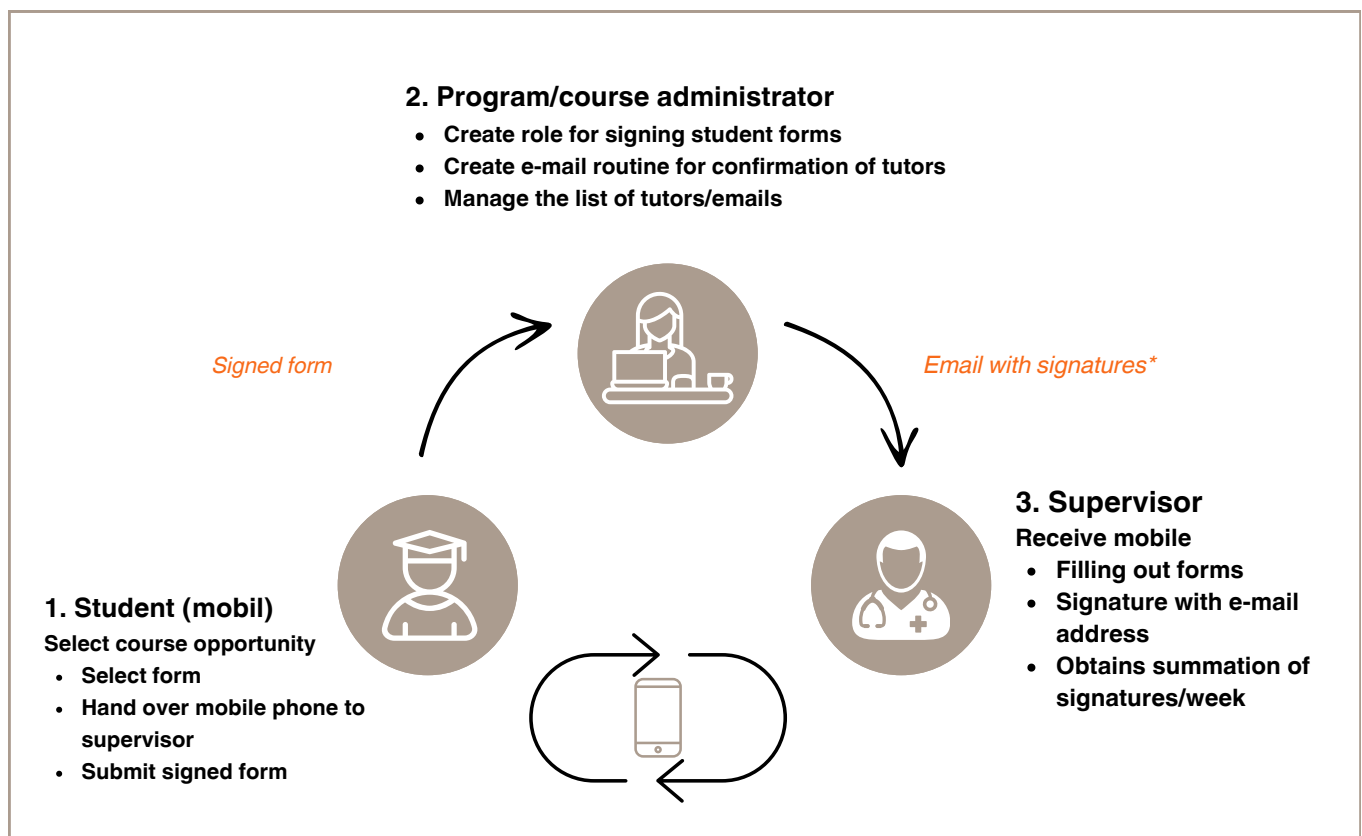 2. Program/course administrator
• Create role for signing student forms
• Create e-mail routine for confirmation of tutors
• Manage the list of tutors/emails
Signed form
Email with signatures*
1. Student (mobil)
Select course opportunity
• Select form
• Hand over mobile phone to
supervisor
• Submit signed form
3. Supervisor
Receive mobile
• Filling out forms
• Signature with e-mail
address
• Obtains summation of
signatures/week